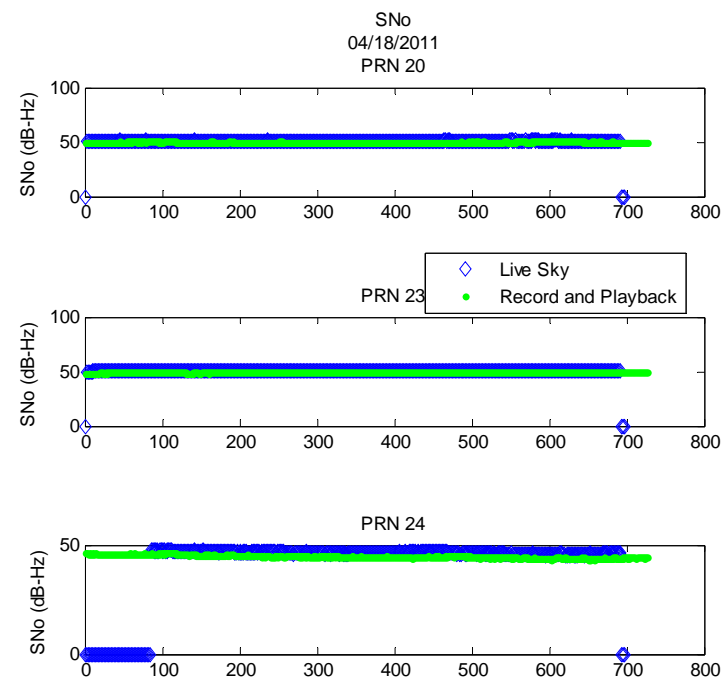 SNo
04/18/2011
PRN 20
100
50
0
SNo (dB-Hz)
0 100 200 300 400 500 600 700 800
Live Sky
Record and Playback
PRN 23
100
50
0
SNo (dB-Hz)
0 100 200 300 400 500 600 700 800
PRN 24
50
0
SNo (dB-Hz)
0 100 200 300 400 500 600 700 800